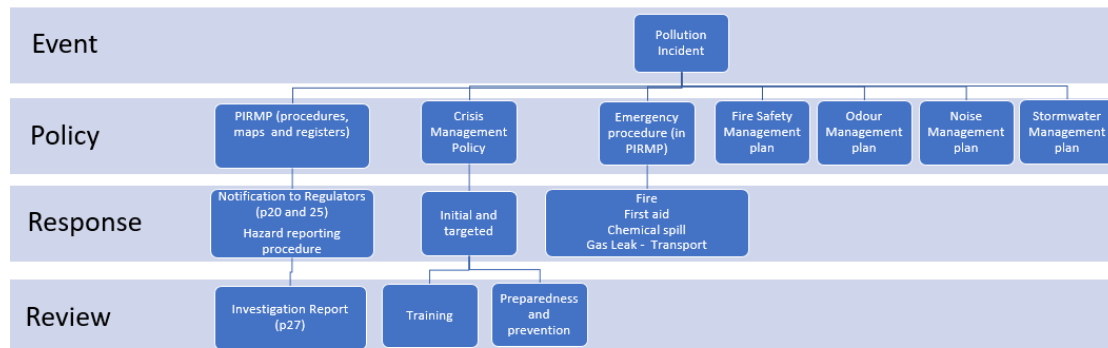 Event
Pollution
Incident
Policy
PIRMP (procedures,
maps and registers)
Crisis
Management
Policy
Emergency
procedure (in
PIRMP)
Fire Safety
Management
plan
Odour
Management
plan
Noise
Management
plan
Stormwater
Management
plan
Response
Notification to Regulators
(p20 and 25)
Hazard reporting
procedure
Initial and
targeted
Fire
First aid
Chemical spill
Gas Leak - Transport
Review
Investigation Report
(p27)
Training
Preparedness
and
prevention